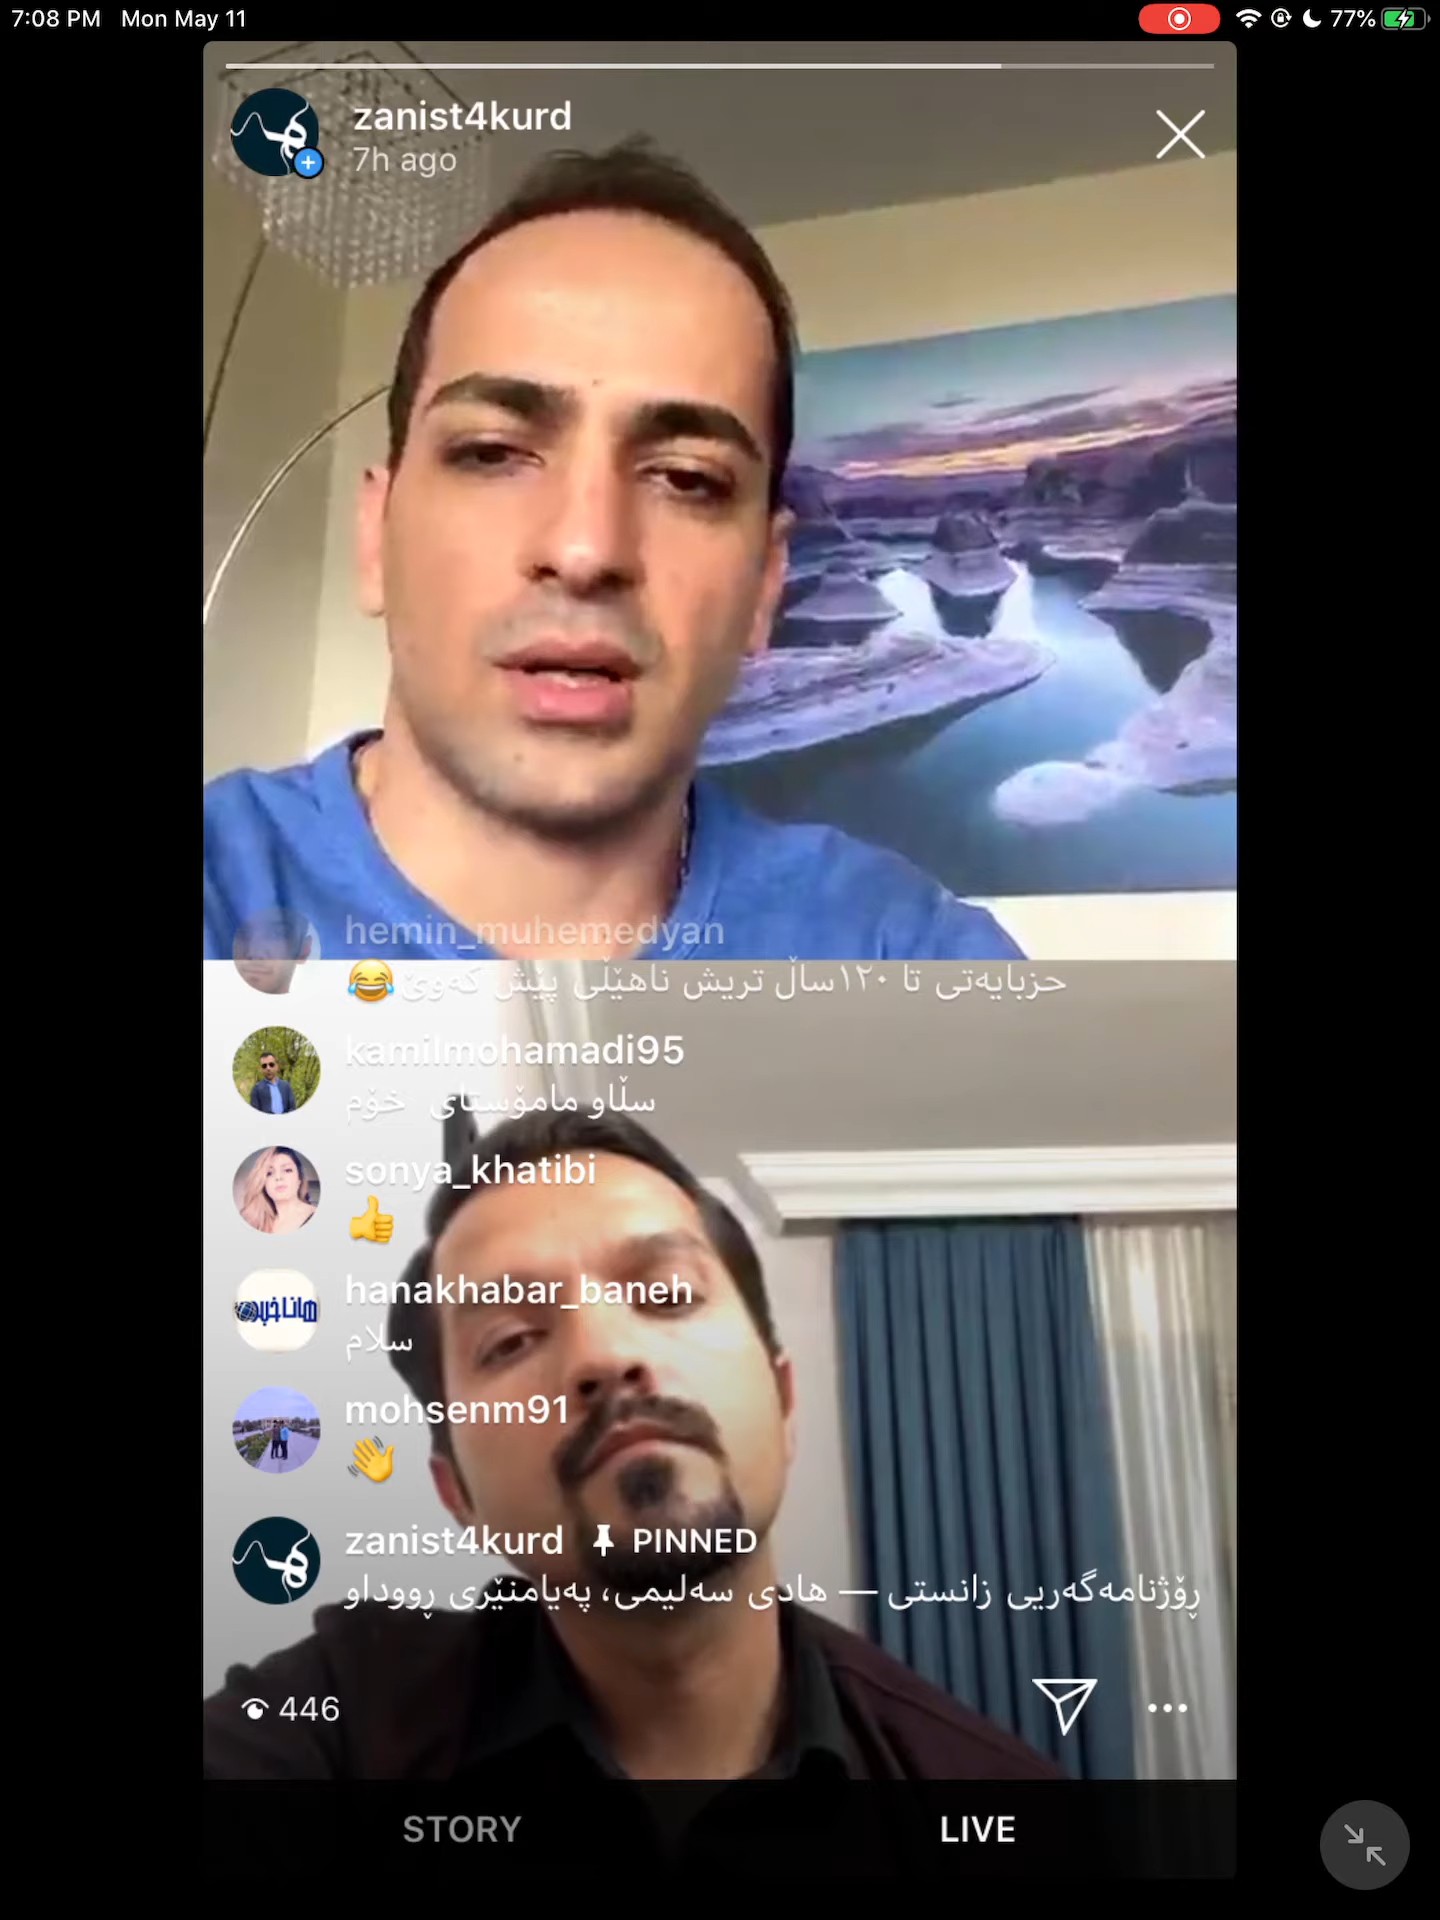 7:08 PM Mon May 11
77%
zanist4kurd
7h ago
hemin_muhemedyan
حزبایەتی تا ١٢٠ساڵ تریش ناهێڵی پێش کەوێ😂
kamilmohamadi95
سڵاو مامۆستای خۆم
sonya_khatibi
👍
hanakhabar_baneh
هاناخبر
سلام
mohsenm91
👋
zanist4kurd PINNED
ڕۆژنامەگەریی زانستی — هادی سەلیمی، پەیامنێری ڕووداو
446
STORY LIVE